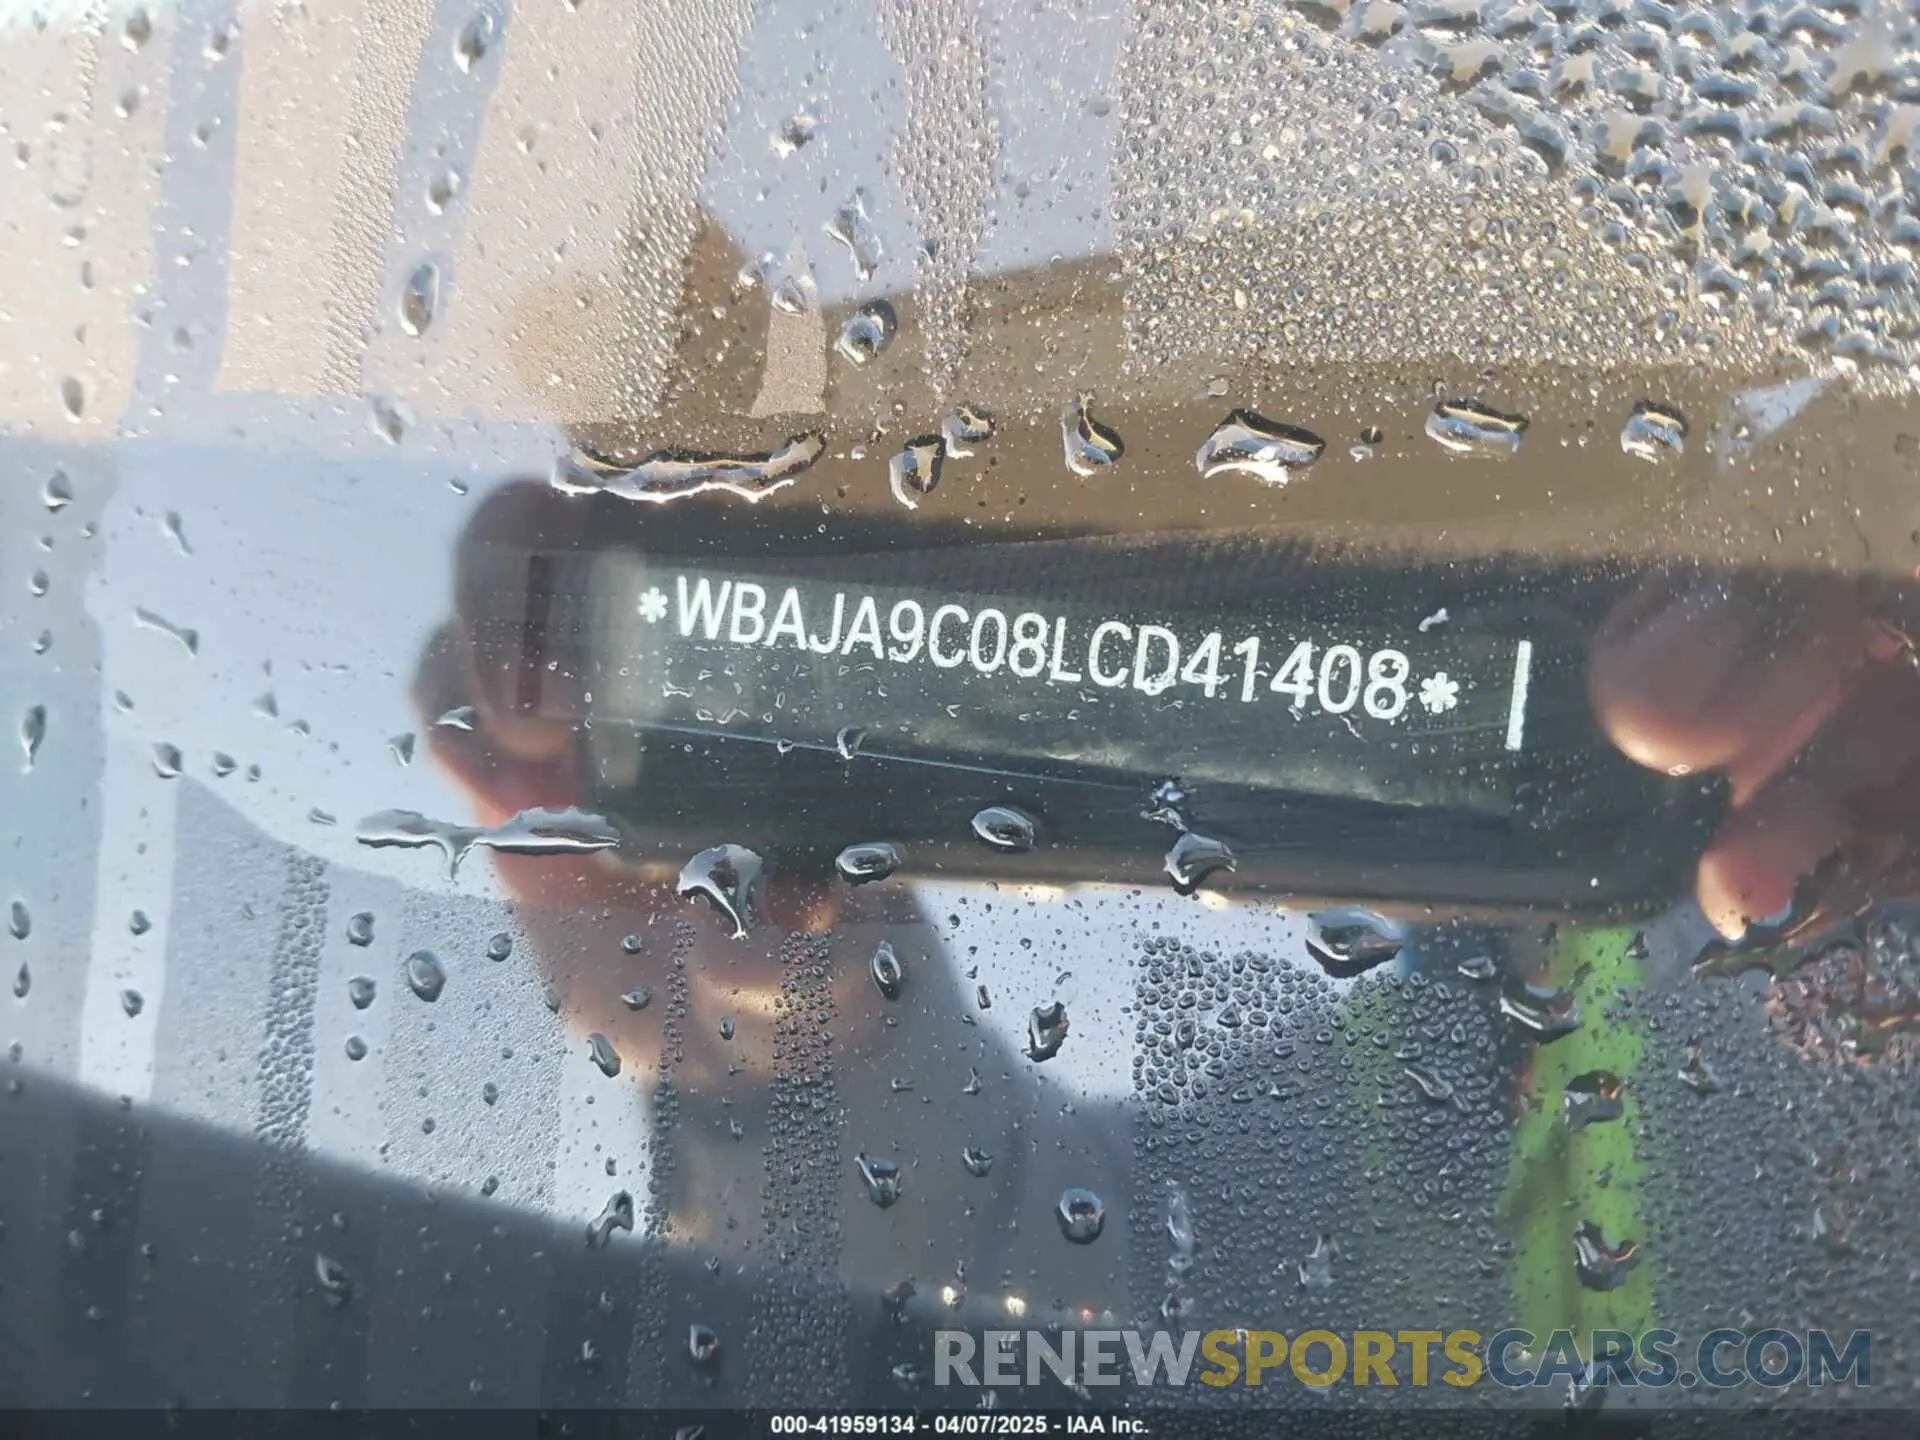 *WBAJA9C08LCD41408*
RENEWSPORTSCARS.COM
000-41959134 - 04/07/2025 - IAA Inc.